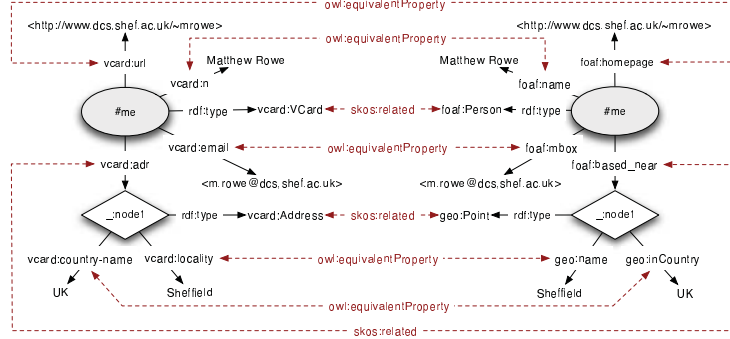 owl:equivalentProperty
<http://www.dcs.shef.ac.uk/~mrowe> <http://www.dcs.shef.ac.uk/~mrowe>
owl:equivalentProperty
vcard:url Matthew Rowe Matthew Rowe foaf:homepage
vcard:n foaf:name
#me rdf:type vcard:VCard skos:related foaf:Person rdf:type #me
vcard:email owl:equivalentProperty foaf:mbox
vcard:adr foaf:based_near
<m.rowe@dcs.shef.ac.uk> <m.rowe@dcs.shef.ac.uk>
_:node1 rdf:type vcard:Address skos:related geo:Point rdf:type _:node1
vcard:country-name vcard:locality owl:equivalentProperty geo:name geo:inCountry
UK Sheffield Sheffield UK
owl:equivalentProperty
skos:related